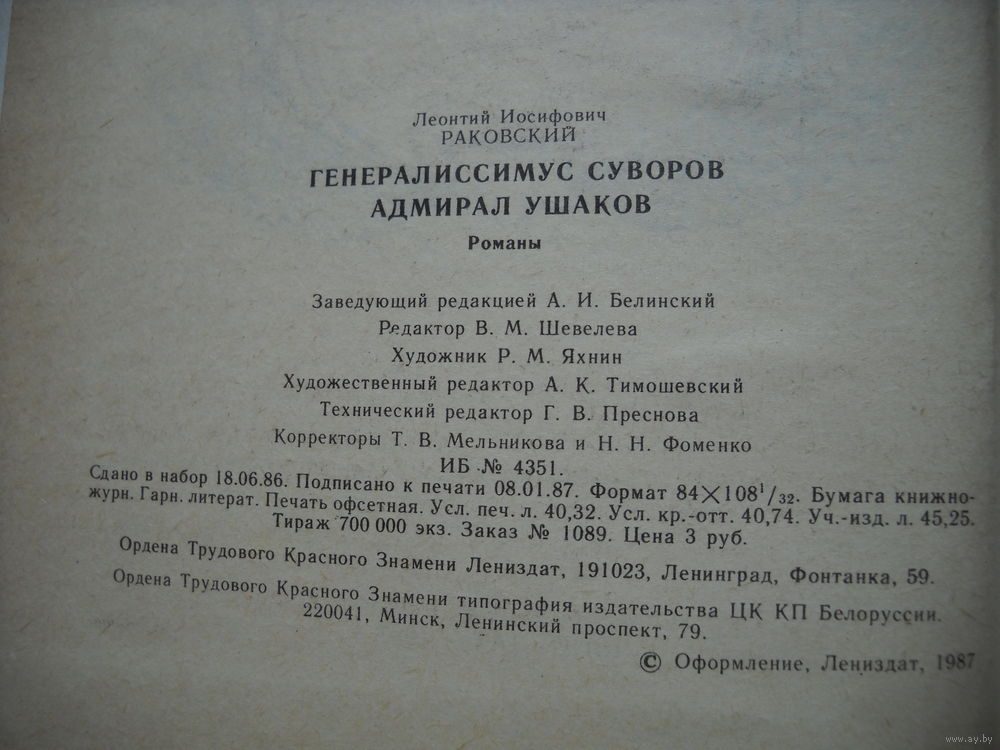 Леонтий Иосифович
РАКОВСКИЙ
ГЕНЕРАЛИССИМУС СУВОРОВ
АДМИРАЛ УШАКОВ
Романы
Заведующий редакцией А. И. Белинский
Редактор В. М. Шевелева
Художник Р. М. Яхнин
Художественный редактор А. К. Тимошевский
Технический редактор Г. В. Преснова
Корректоры Т. В. Мельникова и Н. Н. Фоменко
ИБ № 4351.
Сдано в набор 18.06.86. Подписано к печати 08.01.87. Формат 84×108¹/₃₂. Бумага книжно-
журн. Гарн. литерат. Печать офсетная. Усл. печ. л. 40,32. Усл. кр.-отт. 40,74. Уч.-изд. л. 45,25.
Тираж 700 000 экз. Заказ № 1089. Цена 3 руб.
Ордена Трудового Красного Знамени Лениздат, 191023, Ленинград, Фонтанка, 59.
Ордена Трудового Красного Знамени типография издательства ЦК КП Белоруссии.
220041, Минск, Ленинский проспект, 79.
© Оформление, Лениздат, 1987
www.ay.by